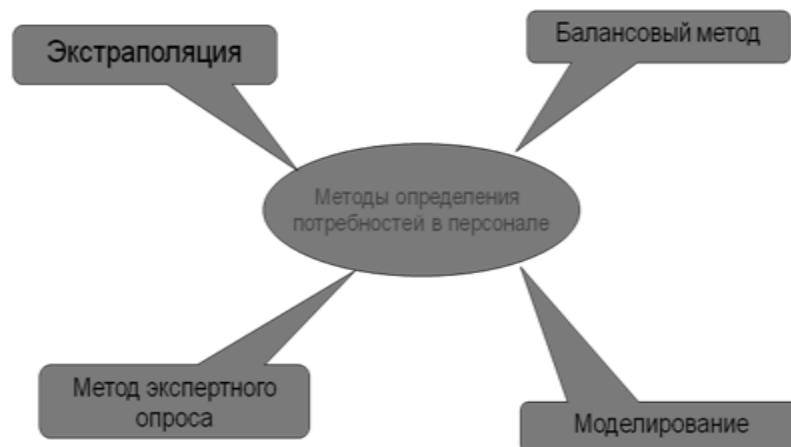 Экстраполяция
Балансовый метод
Методы определения
потребностей в персонале
Метод экспертного
опроса
Моделирование